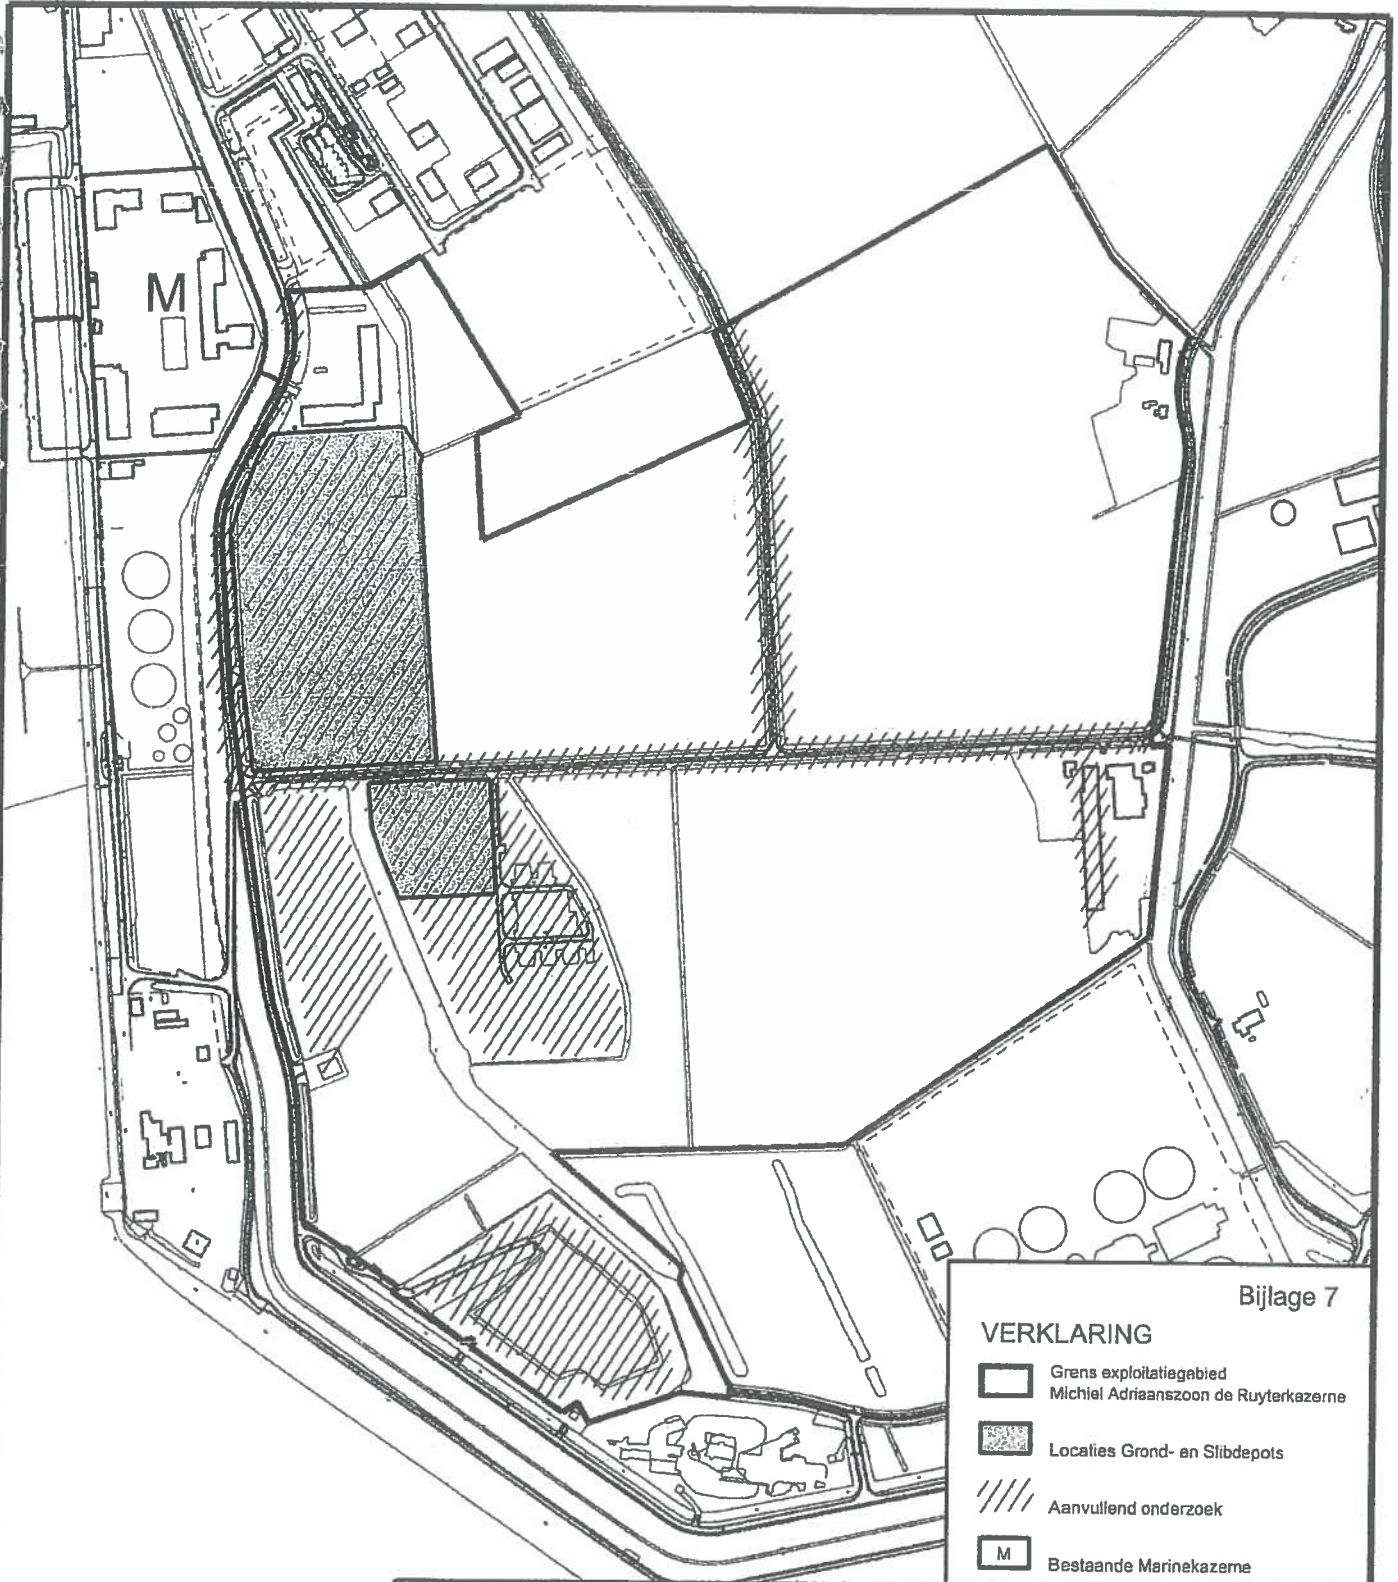 M
Bijlage 7
VERKLARING
Grens exploitatiegebied
Michiel Adriaanszoon de Ruyterkazerne
Locaties Grond- en Slibdepots
Aanvullend onderzoek
M
Bestaande Marinekazerne